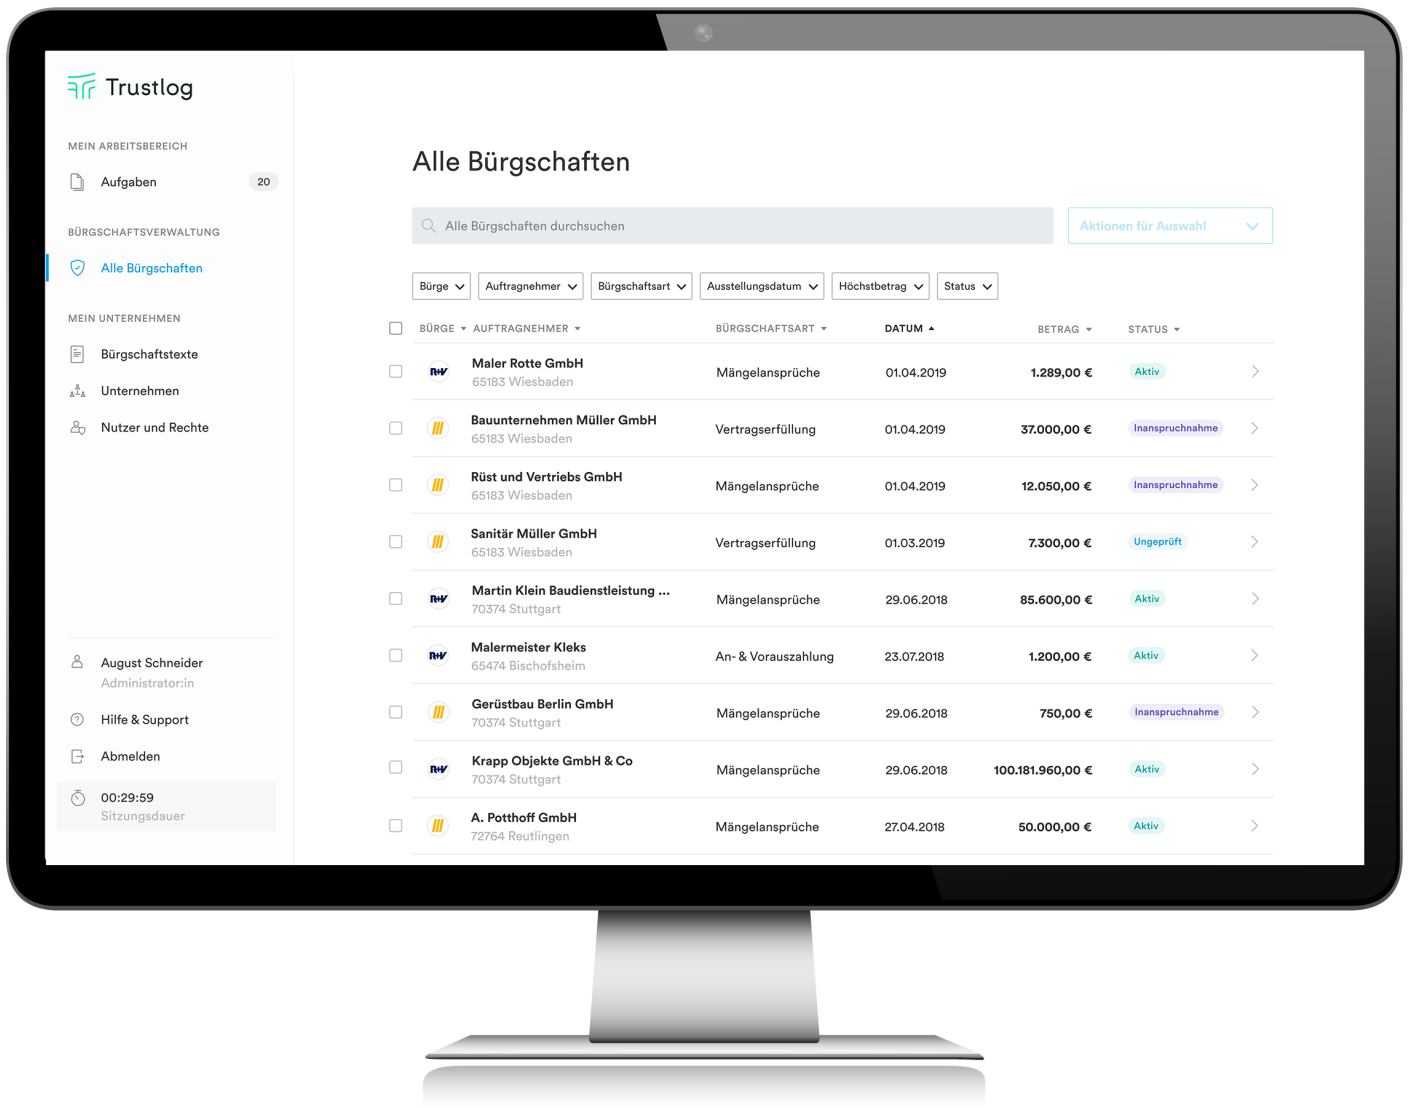 Trustlog
MEIN ARBEITSBEREICH
Aufgaben 20
BÜRGSCHAFTSVERWALTUNG
Alle Bürgschaften
MEIN UNTERNEHMEN
Bürgschaftstexte
Unternehmen
Nutzer und Rechte
August Schneider
Administrator:in
Hilfe & Support
Abmelden
00:29:59
Sitzungsdauer
Alle Bürgschaften
Alle Bürgschaften durchsuchen
Aktionen für Auswahl
Bürge Auftragnehmer Bürgschaftsart Ausstellungsdatum Höchstbetrag Status
BÜRGE AUFTRAGNEHMER BÜRGSCHAFTSART DATUM BETRAG STATUS
R+V Maler Rotte GmbH Mängelansprüche 01.04.2019 1.289,00 € Aktiv
65183 Wiesbaden
Bauunternehmen Müller GmbH Vertragserfüllung 01.04.2019 37.000,00 € Inanspruchnahme
65183 Wiesbaden
Rüst und Vertriebs GmbH Mängelansprüche 01.04.2019 12.050,00 € Inanspruchnahme
65183 Wiesbaden
Sanitär Müller GmbH Vertragserfüllung 01.03.2019 7.300,00 € Ungeprüft
65183 Wiesbaden
R+V Martin Klein Baudienstleistung ... Mängelansprüche 29.06.2018 85.600,00 € Aktiv
70374 Stuttgart
R+V Malermeister Kleks An- & Vorauszahlung 23.07.2018 1.200,00 € Aktiv
65474 Bischofsheim
Gerüstbau Berlin GmbH Mängelansprüche 29.06.2018 750,00 € Inanspruchnahme
70374 Stuttgart
R+V Krapp Objekte GmbH & Co Mängelansprüche 29.06.2018 100.181.960,00 € Aktiv
70374 Stuttgart
A. Potthoff GmbH Mängelansprüche 27.04.2018 50.000,00 € Aktiv
72764 Reutlingen